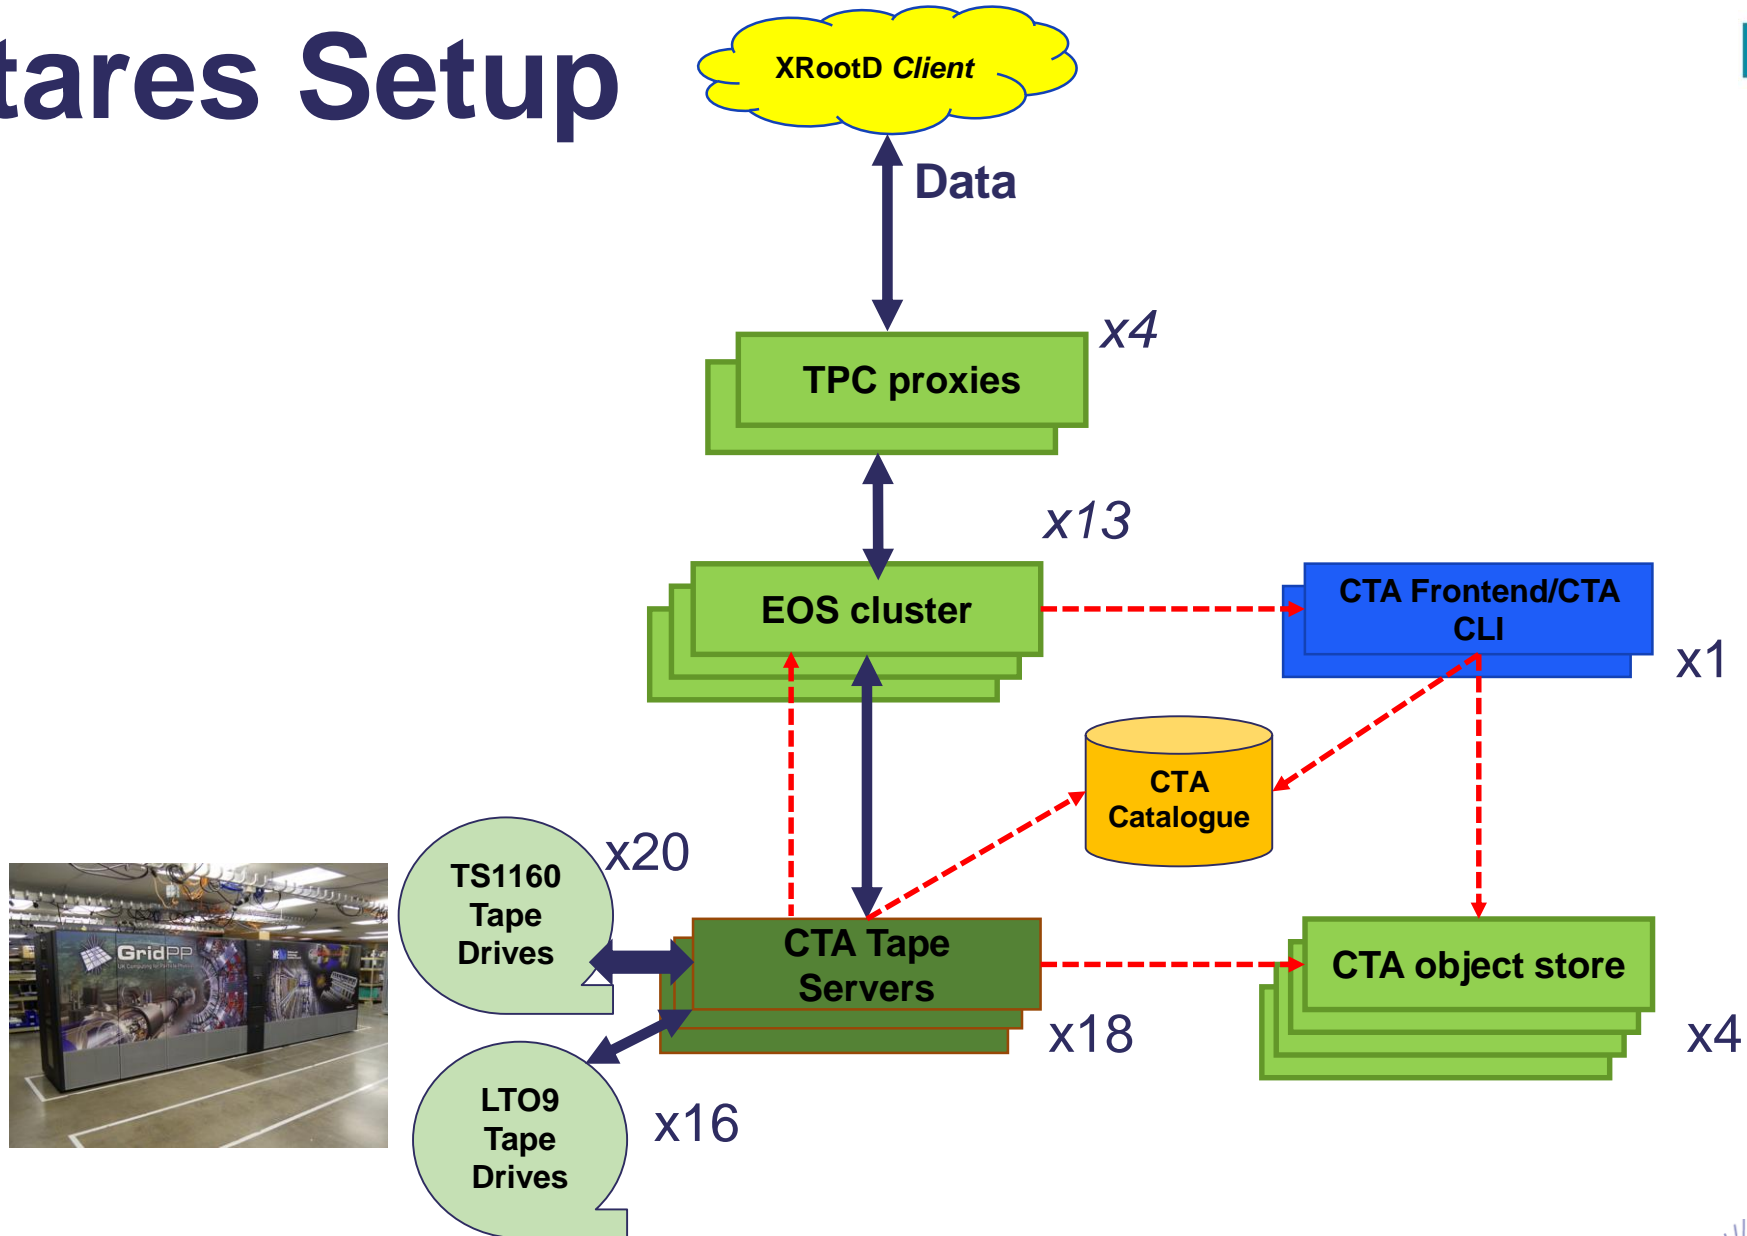 tares Setup
XRootD Client
Data
x4
TPC proxies
x13
EOS cluster
CTA Frontend/CTA
CLI
x1
CTA
Catalogue
x20
TS1160
Tape
Drives
GridPP
CTA Tape
Servers
x18
CTA object store
x4
LTO9
Tape
Drives
x16